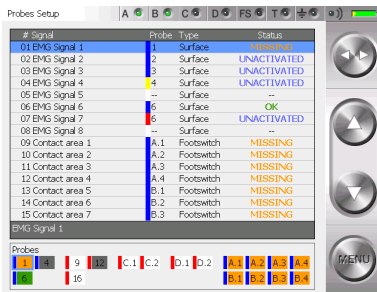 Probes Setup A B C D FS T
# Signal Probe Type Status
01 EMG Signal 1 1 Surface MISSING
02 EMG Signal 2 2 Surface UNACTIVATED
03 EMG Signal 3 3 Surface UNACTIVATED
04 EMG Signal 4 4 Surface UNACTIVATED
05 EMG Signal 5 -- Surface --
06 EMG Signal 6 6 Surface OK
07 EMG Signal 7 6 Surface UNACTIVATED
08 EMG Signal 8 -- Surface --
09 Contact area 1 A.1 Footswitch MISSING
10 Contact area 2 A.2 Footswitch MISSING
11 Contact area 3 A.3 Footswitch MISSING
12 Contact area 4 A.4 Footswitch MISSING
13 Contact area 5 B.1 Footswitch MISSING
14 Contact area 6 B.2 Footswitch MISSING
15 Contact area 7 B.3 Footswitch MISSING
EMG Signal 1
Probes
1 4 9 12 C.1 C.2 D.1 D.2 A.1 A.2 A.3 A.4
6 16 B.1 B.2 B.3 B.4
MENU